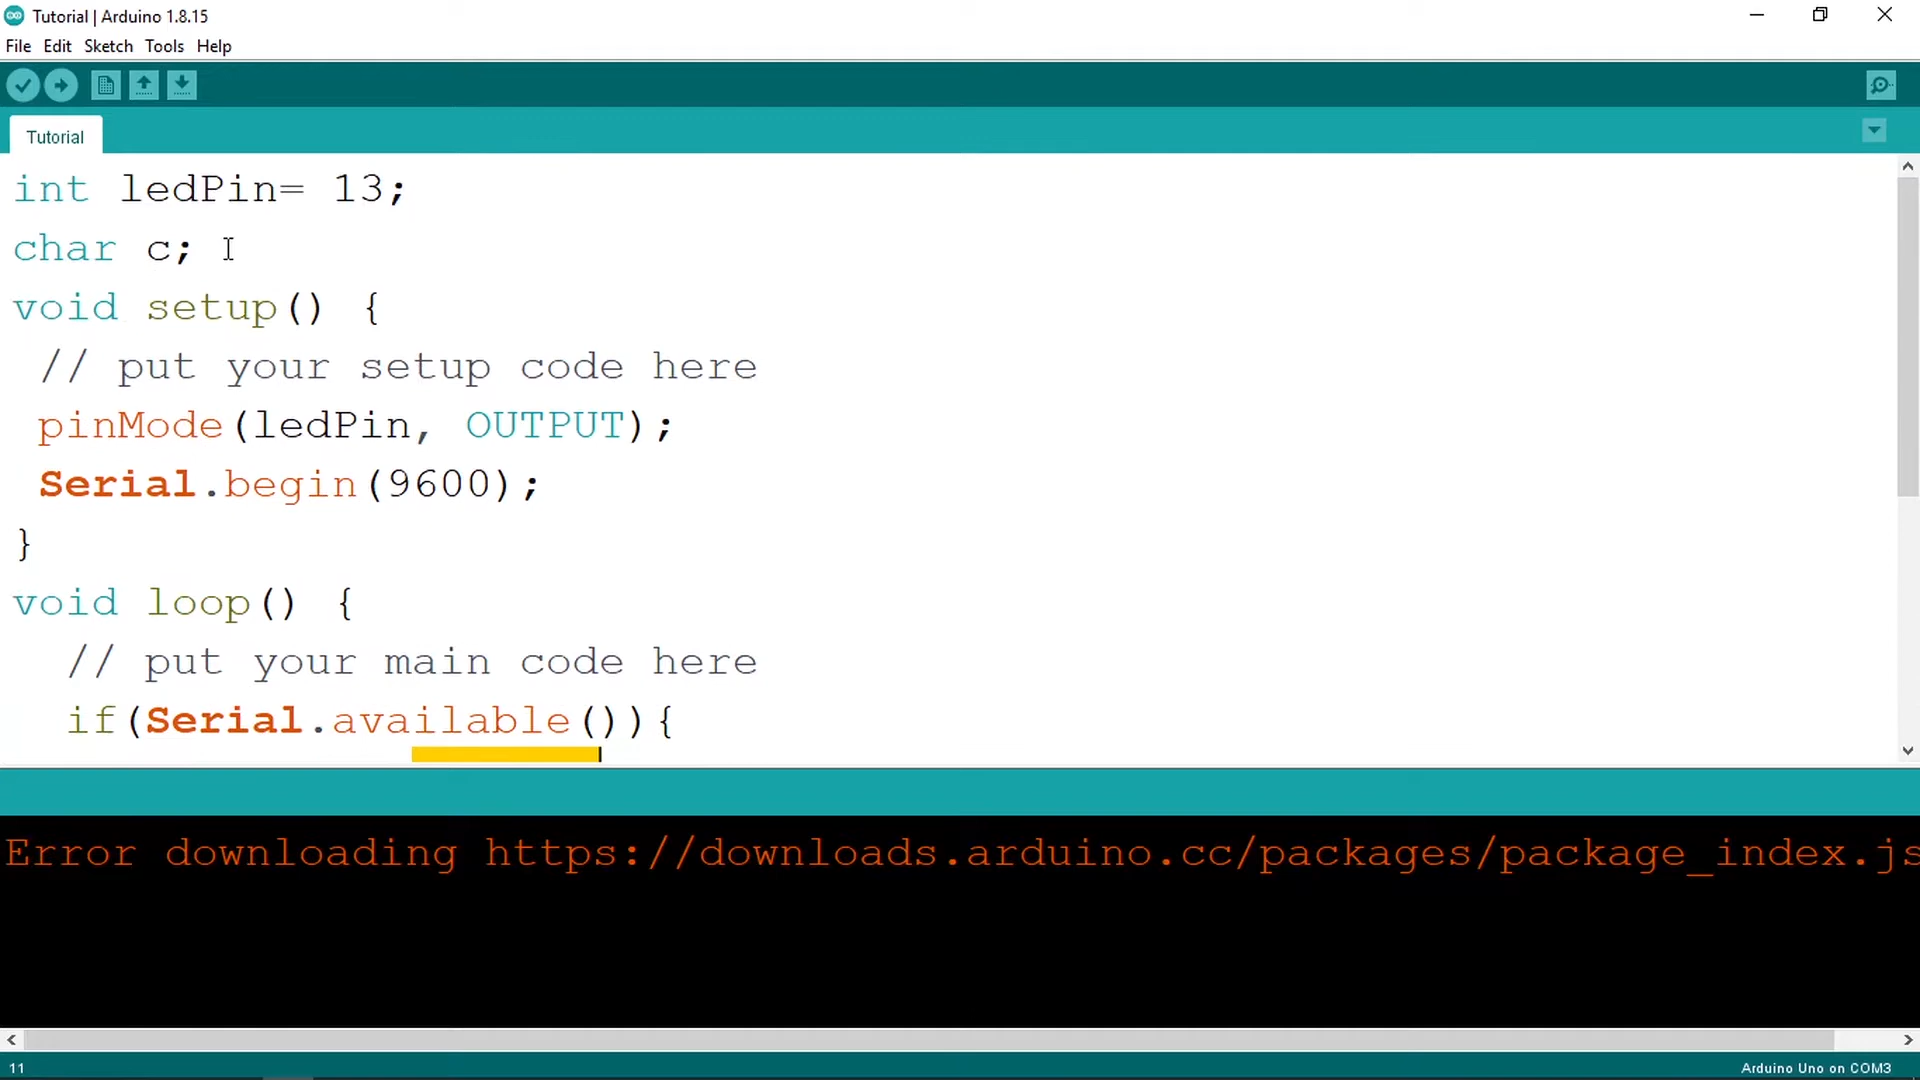 Tutorial | Arduino 1.8.15
File Edit Sketch Tools Help
Tutorial
int ledPin= 13;
char c;
void setup() {
// put your setup code here
pinMode(ledPin, OUTPUT);
Serial.begin(9600);
}
void loop() {
// put your main code here
if(Serial.available()){
Error downloading https://downloads.arduino.cc/packages/package_index.js
11
Arduino Uno on COM3